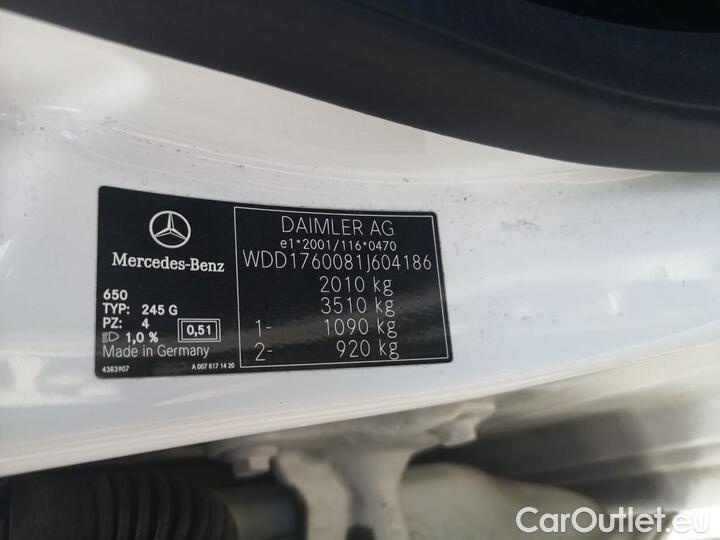 Mercedes-Benz
650
TYP: 245 G
PZ: 4 0,51
1,0 %
Made in Germany
4383907 A 007 817 14 20
DAIMLER AG
e1*2001/116*0470
WDD1760081J604186
2010 kg
3510 kg
1- 1090 kg
2- 920 kg
CarOutlet.eu